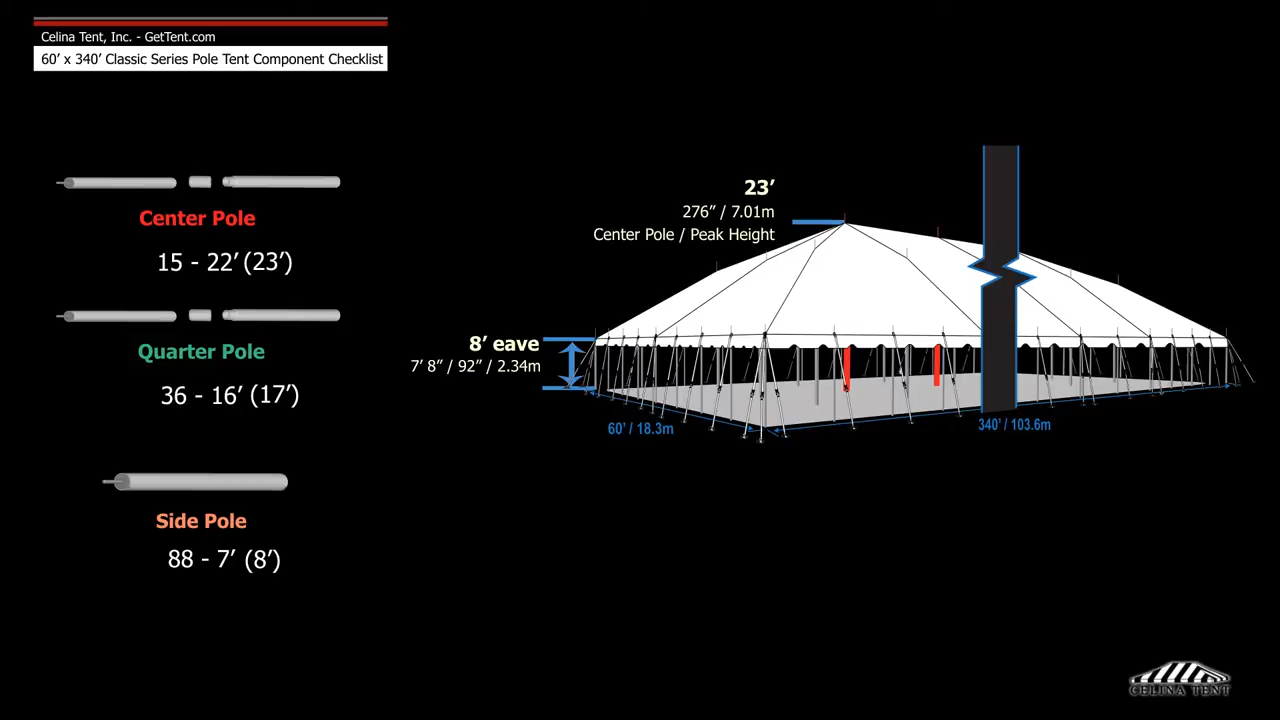 Celina Tent, Inc. - GetTent.com
60’ x 340’ Classic Series Pole Tent Component Checklist
Center Pole
15 - 22’ (23’)
Quarter Pole
36 - 16’ (17’)
Side Pole
88 - 7’ (8’)
23’
276” / 7.01m
Center Pole / Peak Height
8’ eave
7’ 8” / 92” / 2.34m
60’ / 18.3m
340’ / 103.6m
CELINA TENT